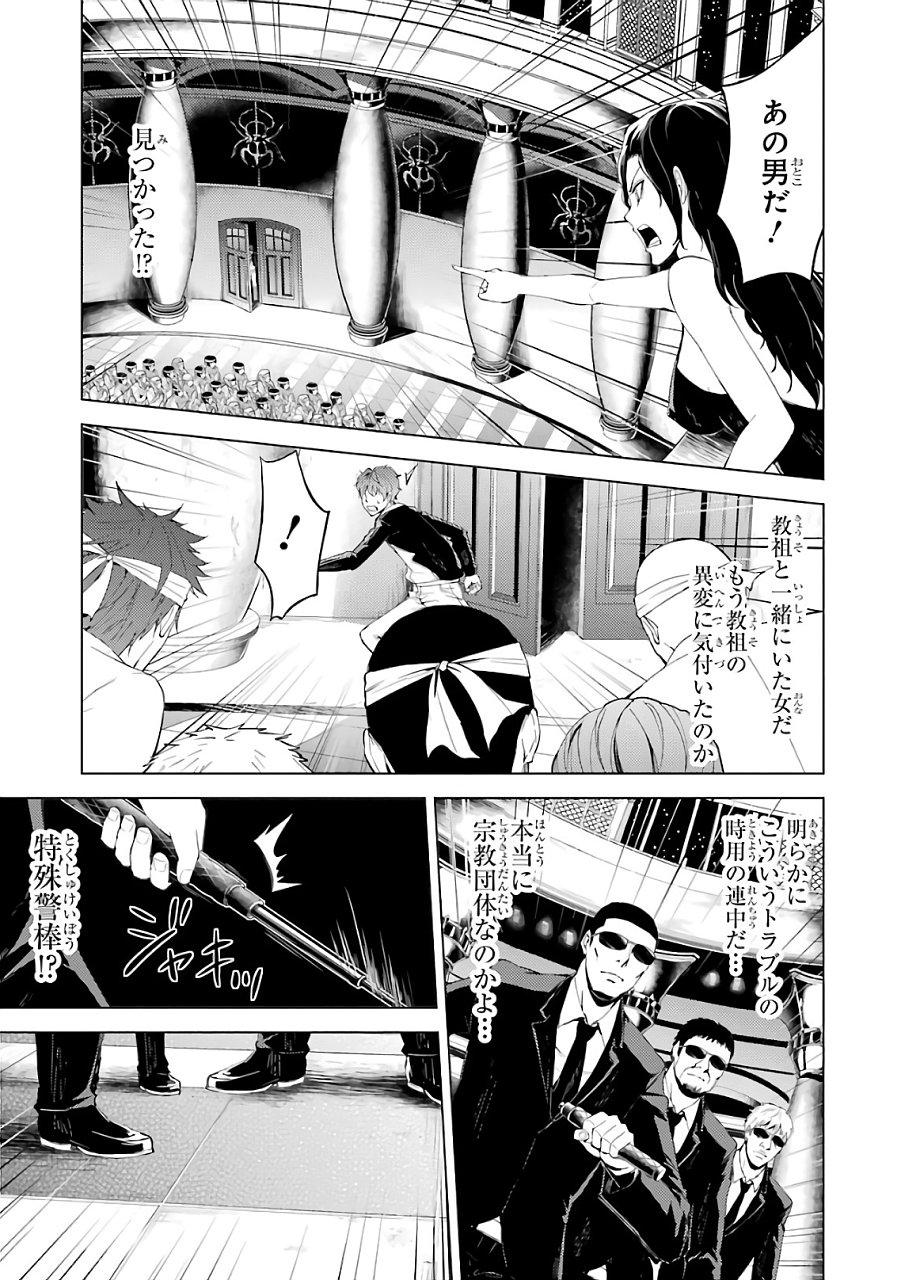 あの男だ！
見つかった!?
教祖と一緒にいた女だ
もう教祖の
異変に気付いたのか
！
明らかに
こういうトラブルの
時用の連中だ…
本当に
宗教団体なのかよ…
ジャキッ
特殊警棒!?